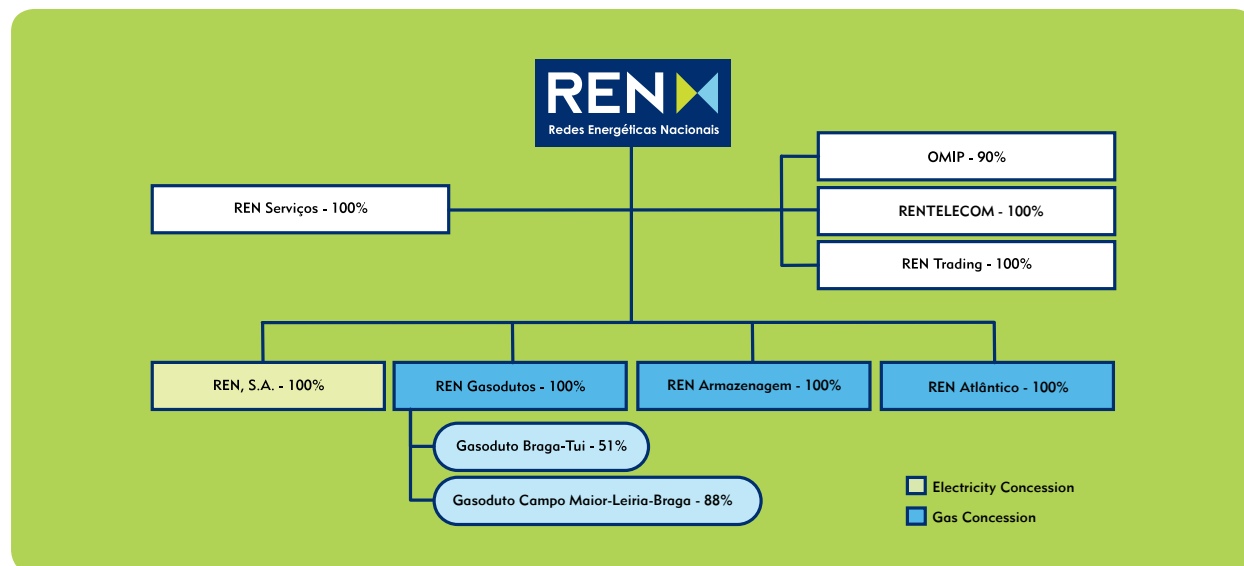 REN
Redes Energéticas Nacionais
OMIP - 90%
REN Serviços - 100%
RENTELECOM - 100%
REN Trading - 100%
REN, S.A. - 100%
REN Gasodutos - 100%
REN Armazenagem - 100%
REN Atlântico - 100%
Gasoduto Braga-Tui - 51%
Gasoduto Campo Maior-Leiria-Braga - 88%
Electricity Concession
Gas Concession